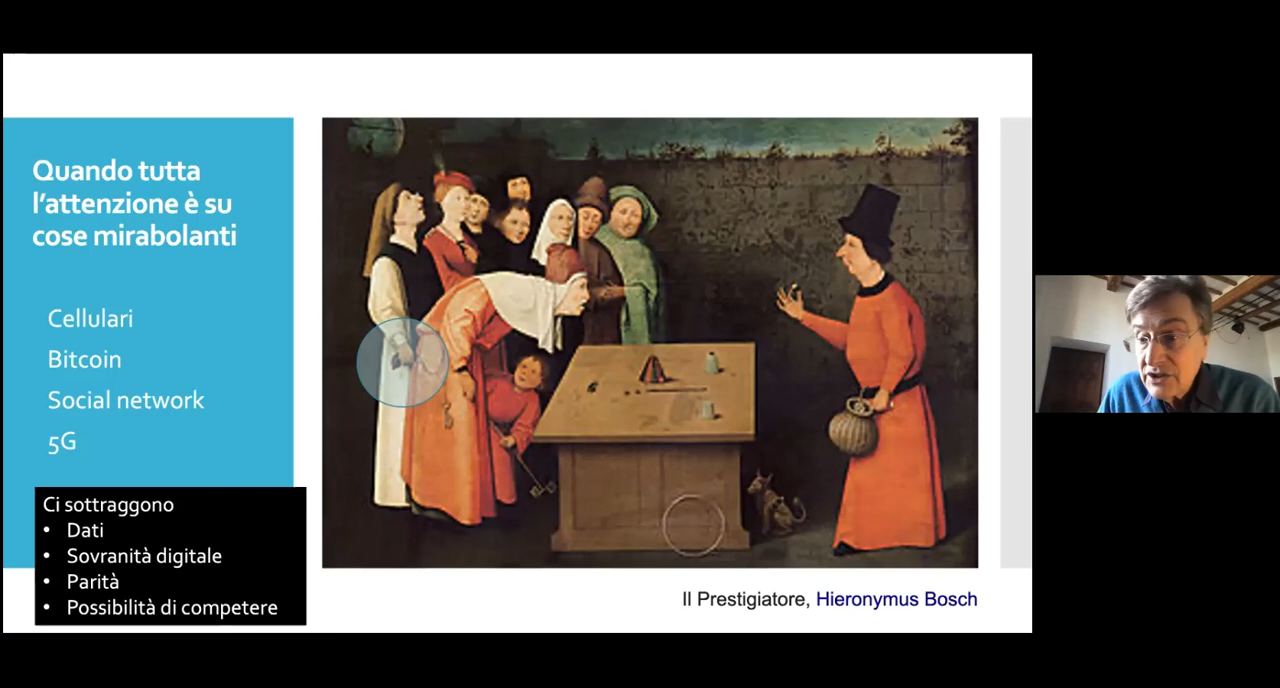 Quando tutta
l'attenzione è su
cose mirabolanti
Cellulari
Bitcoin
Social network
5G
Ci sottraggono
• Dati
• Sovranità digitale
• Parità
• Possibilità di competere
Il Prestigiatore, Hieronymus Bosch